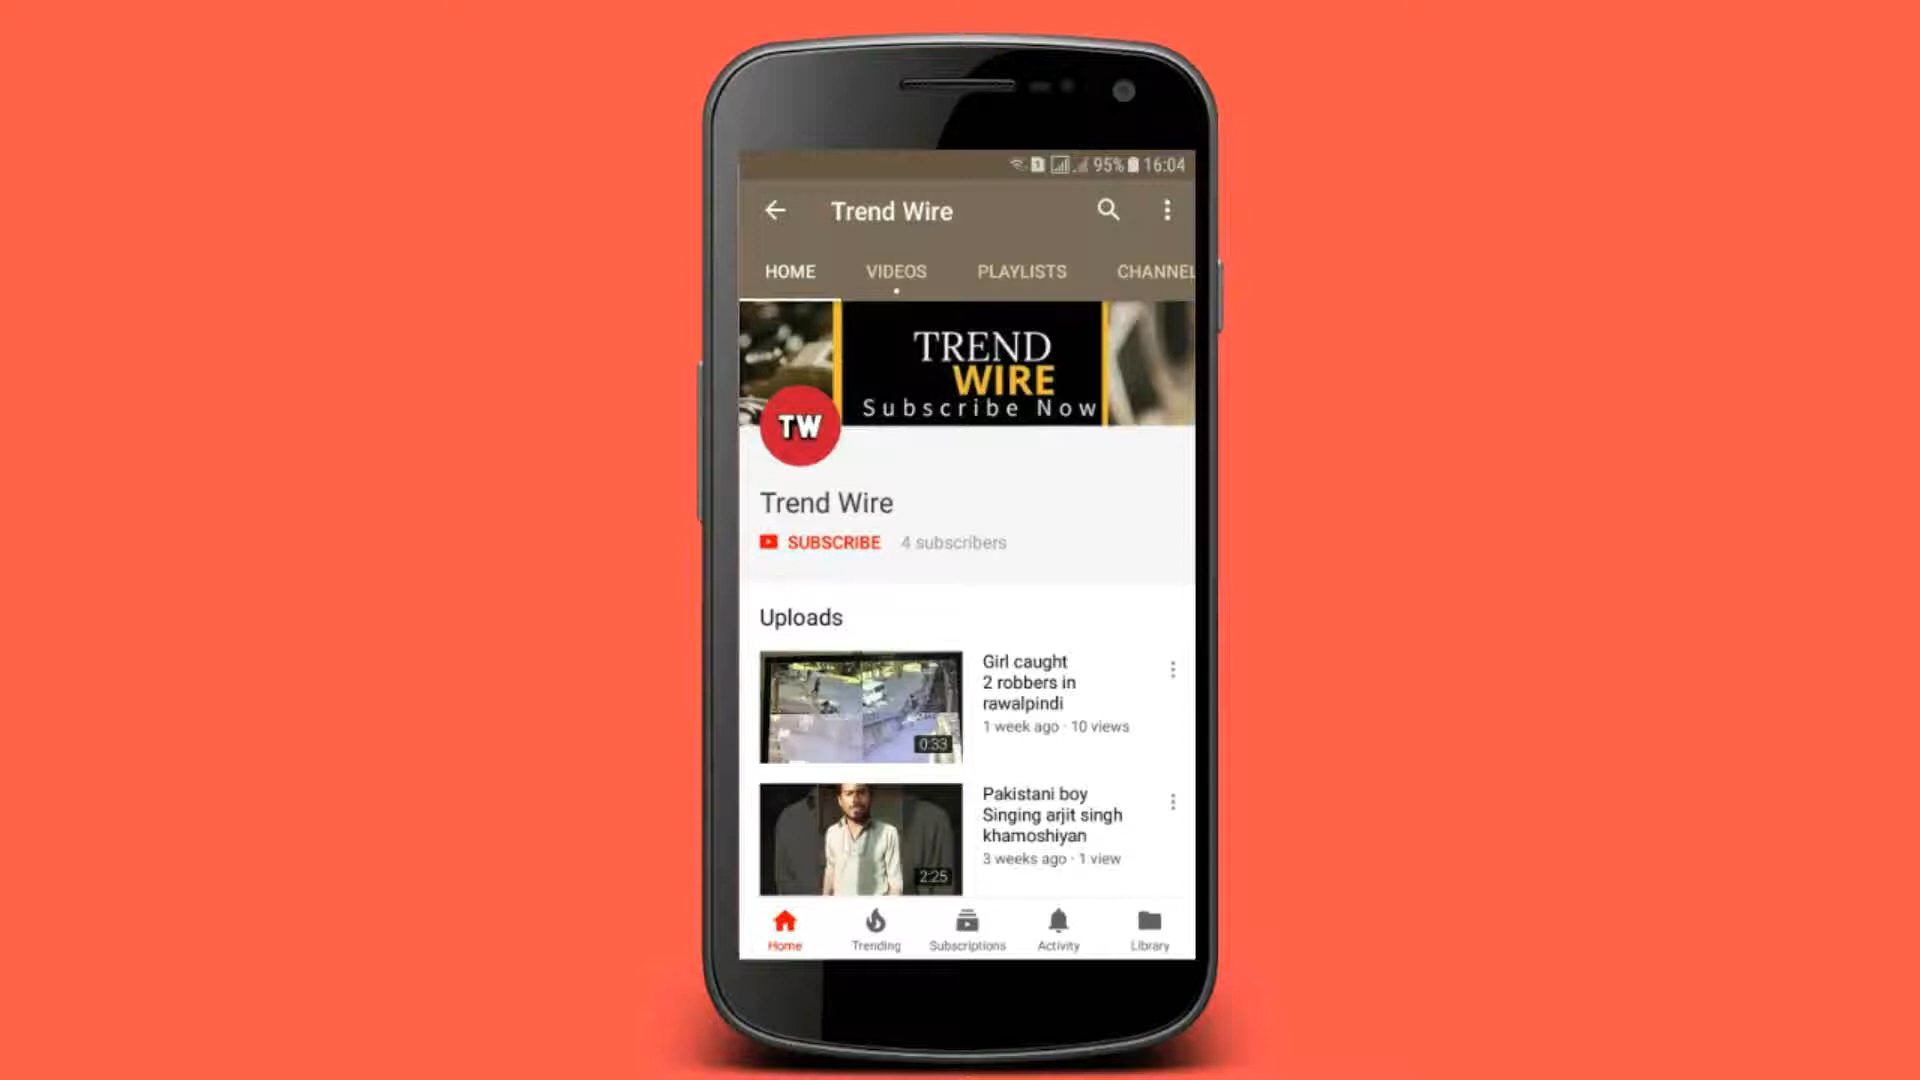 95% 16:04
Trend Wire
HOME VIDEOS PLAYLISTS CHANNEL
TREND
WIRE
Subscribe Now
TW
Trend Wire
SUBSCRIBE 4 subscribers
Uploads
Girl caught
2 robbers in
rawalpindi
1 week ago · 10 views
0:33
Pakistani boy
Singing arjit singh
khamoshiyan
3 weeks ago · 1 view
2:25
Home Trending Subscriptions Activity Library